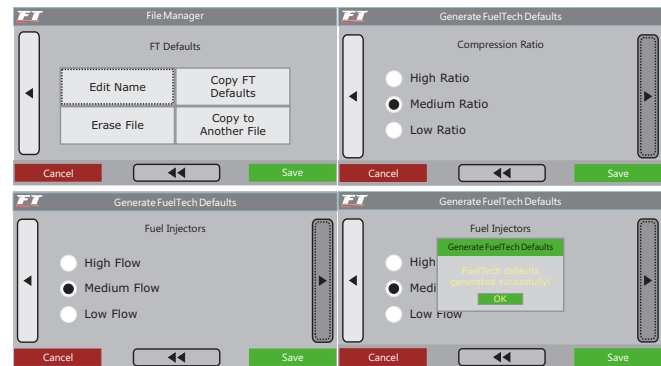 FT File Manager
FT Defaults
Edit Name
Copy FT
Defaults
Erase File
Copy to
Another File
Cancel
Save
FT Generate FuelTech Defaults
Compression Ratio
High Ratio
Medium Ratio
Low Ratio
Cancel
Save
FT Generate FuelTech Defaults
Fuel Injectors
High Flow
Medium Flow
Low Flow
Cancel
Save
FT Generate FuelTech Defaults
Fuel Injectors
Generate FuelTech Defaults
High
FuelTech defaults
generated sucessfully!
Medi
OK
Low Flow
Cancel
Save